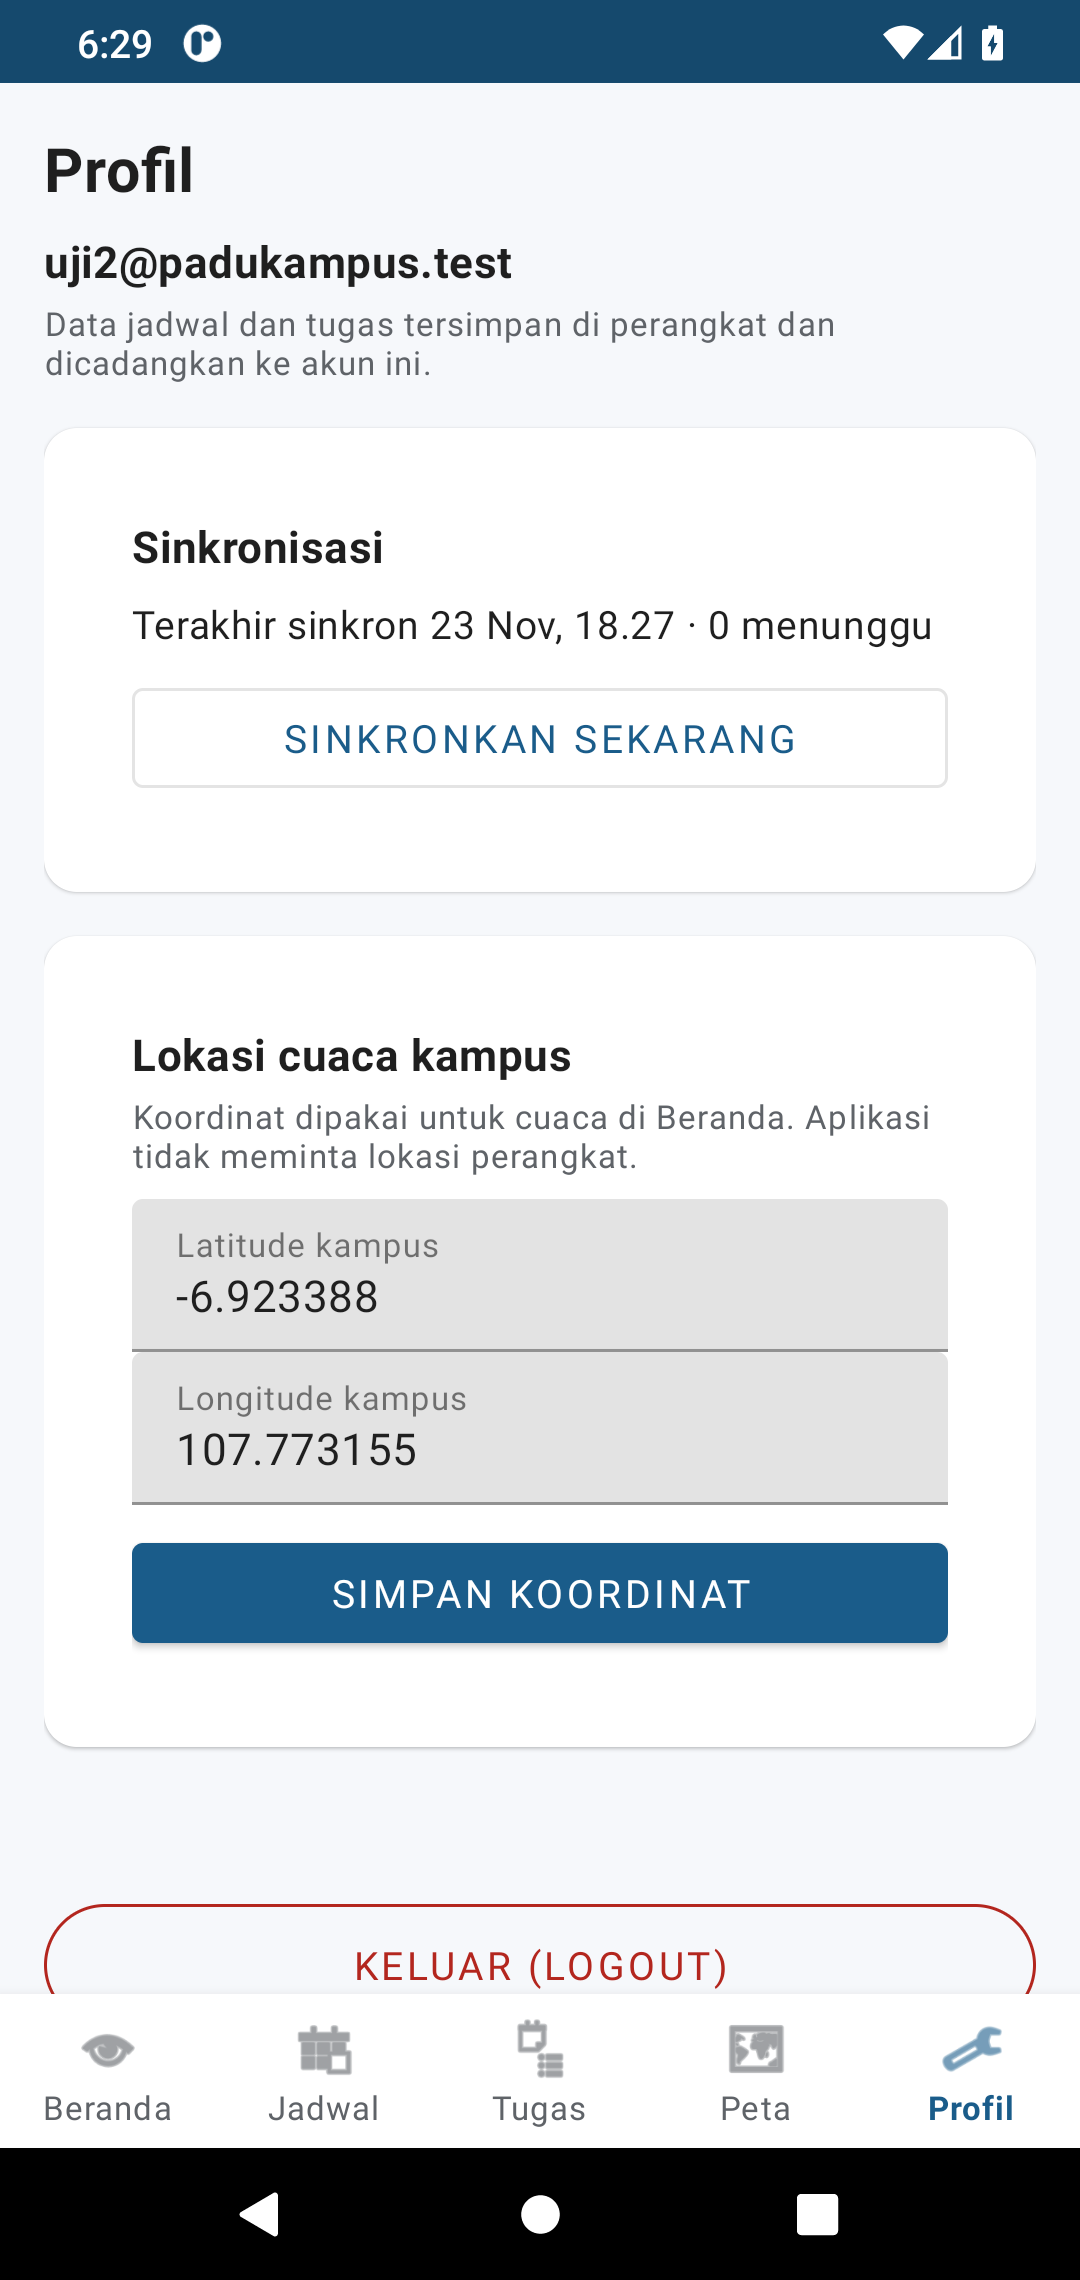 6:29
Profil
uji2@padukampus.test
Data jadwal dan tugas tersimpan di perangkat dan
dicadangkan ke akun ini.
Sinkronisasi
Terakhir sinkron 23 Nov, 18.27 · 0 menunggu
SINKRONKAN SEKARANG
Lokasi cuaca kampus
Koordinat dipakai untuk cuaca di Beranda. Aplikasi
tidak meminta lokasi perangkat.
Latitude kampus
-6.923388
Longitude kampus
107.773155
SIMPAN KOORDINAT
KELUAR (LOGOUT)
Beranda Jadwal Tugas Peta Profil